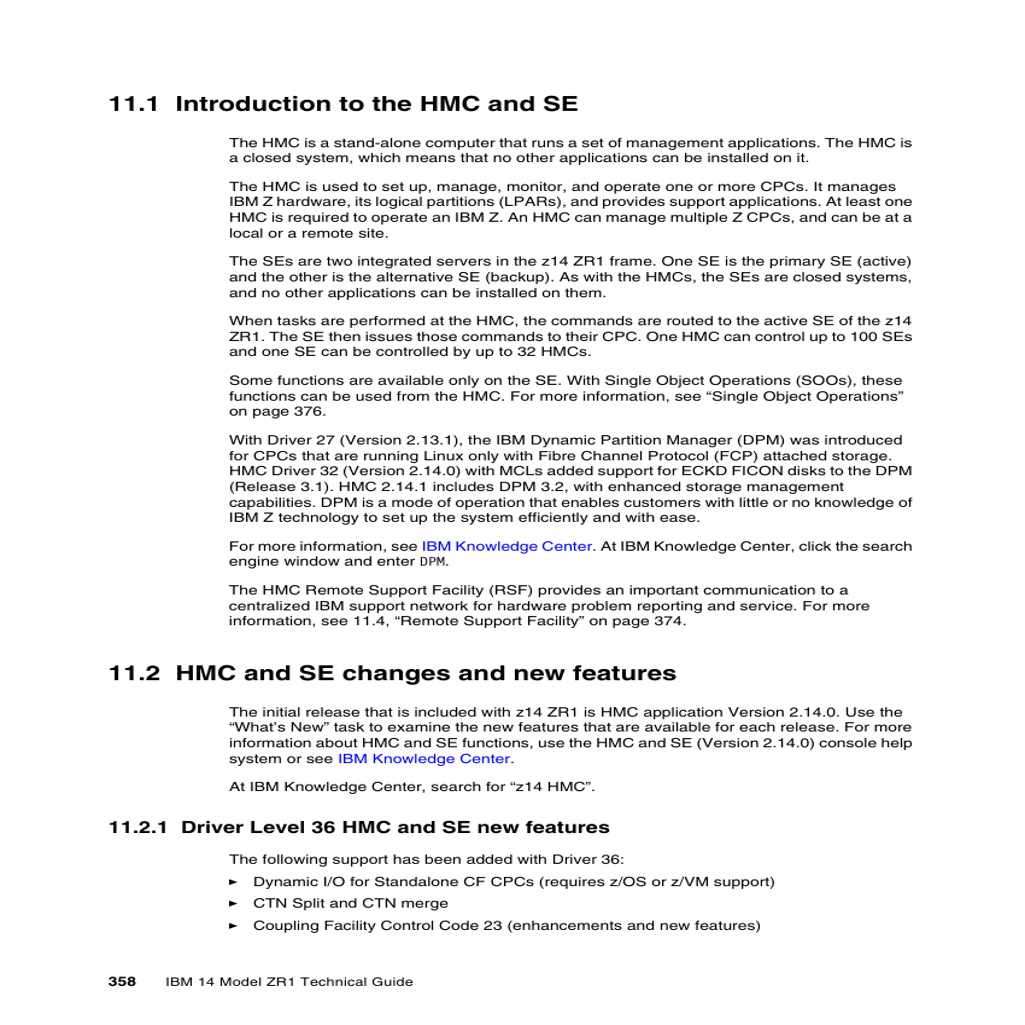 11.1 Introduction to the HMC and SE
The HMC is a stand-alone computer that runs a set of management applications. The HMC is
a closed system, which means that no other applications can be installed on it.
The HMC is used to set up, manage, monitor, and operate one or more CPCs. It manages
IBM Z hardware, its logical partitions (LPARs), and provides support applications. At least one
HMC is required to operate an IBM Z. An HMC can manage multiple Z CPCs, and can be at a
local or a remote site.
The SEs are two integrated servers in the z14 ZR1 frame. One SE is the primary SE (active)
and the other is the alternative SE (backup). As with the HMCs, the SEs are closed systems,
and no other applications can be installed on them.
When tasks are performed at the HMC, the commands are routed to the active SE of the z14
ZR1. The SE then issues those commands to their CPC. One HMC can control up to 100 SEs
and one SE can be controlled by up to 32 HMCs.
Some functions are available only on the SE. With Single Object Operations (SOOs), these
functions can be used from the HMC. For more information, see “Single Object Operations”
on page 376.
With Driver 27 (Version 2.13.1), the IBM Dynamic Partition Manager (DPM) was introduced
for CPCs that are running Linux only with Fibre Channel Protocol (FCP) attached storage.
HMC Driver 32 (Version 2.14.0) with MCLs added support for ECKD FICON disks to the DPM
(Release 3.1). HMC 2.14.1 includes DPM 3.2, with enhanced storage management
capabilities. DPM is a mode of operation that enables customers with little or no knowledge of
IBM Z technology to set up the system efficiently and with ease.
For more information, see IBM Knowledge Center. At IBM Knowledge Center, click the search
engine window and enter DPM.
The HMC Remote Support Facility (RSF) provides an important communication to a
centralized IBM support network for hardware problem reporting and service. For more
information, see 11.4, “Remote Support Facility” on page 374.
11.2 HMC and SE changes and new features
The initial release that is included with z14 ZR1 is HMC application Version 2.14.0. Use the
“What’s New” task to examine the new features that are available for each release. For more
information about HMC and SE functions, use the HMC and SE (Version 2.14.0) console help
system or see IBM Knowledge Center.
At IBM Knowledge Center, search for “z14 HMC”.
11.2.1 Driver Level 36 HMC and SE new features
The following support has been added with Driver 36:
► Dynamic I/O for Standalone CF CPCs (requires z/OS or z/VM support)
► CTN Split and CTN merge
► Coupling Facility Control Code 23 (enhancements and new features)
358 IBM 14 Model ZR1 Technical Guide